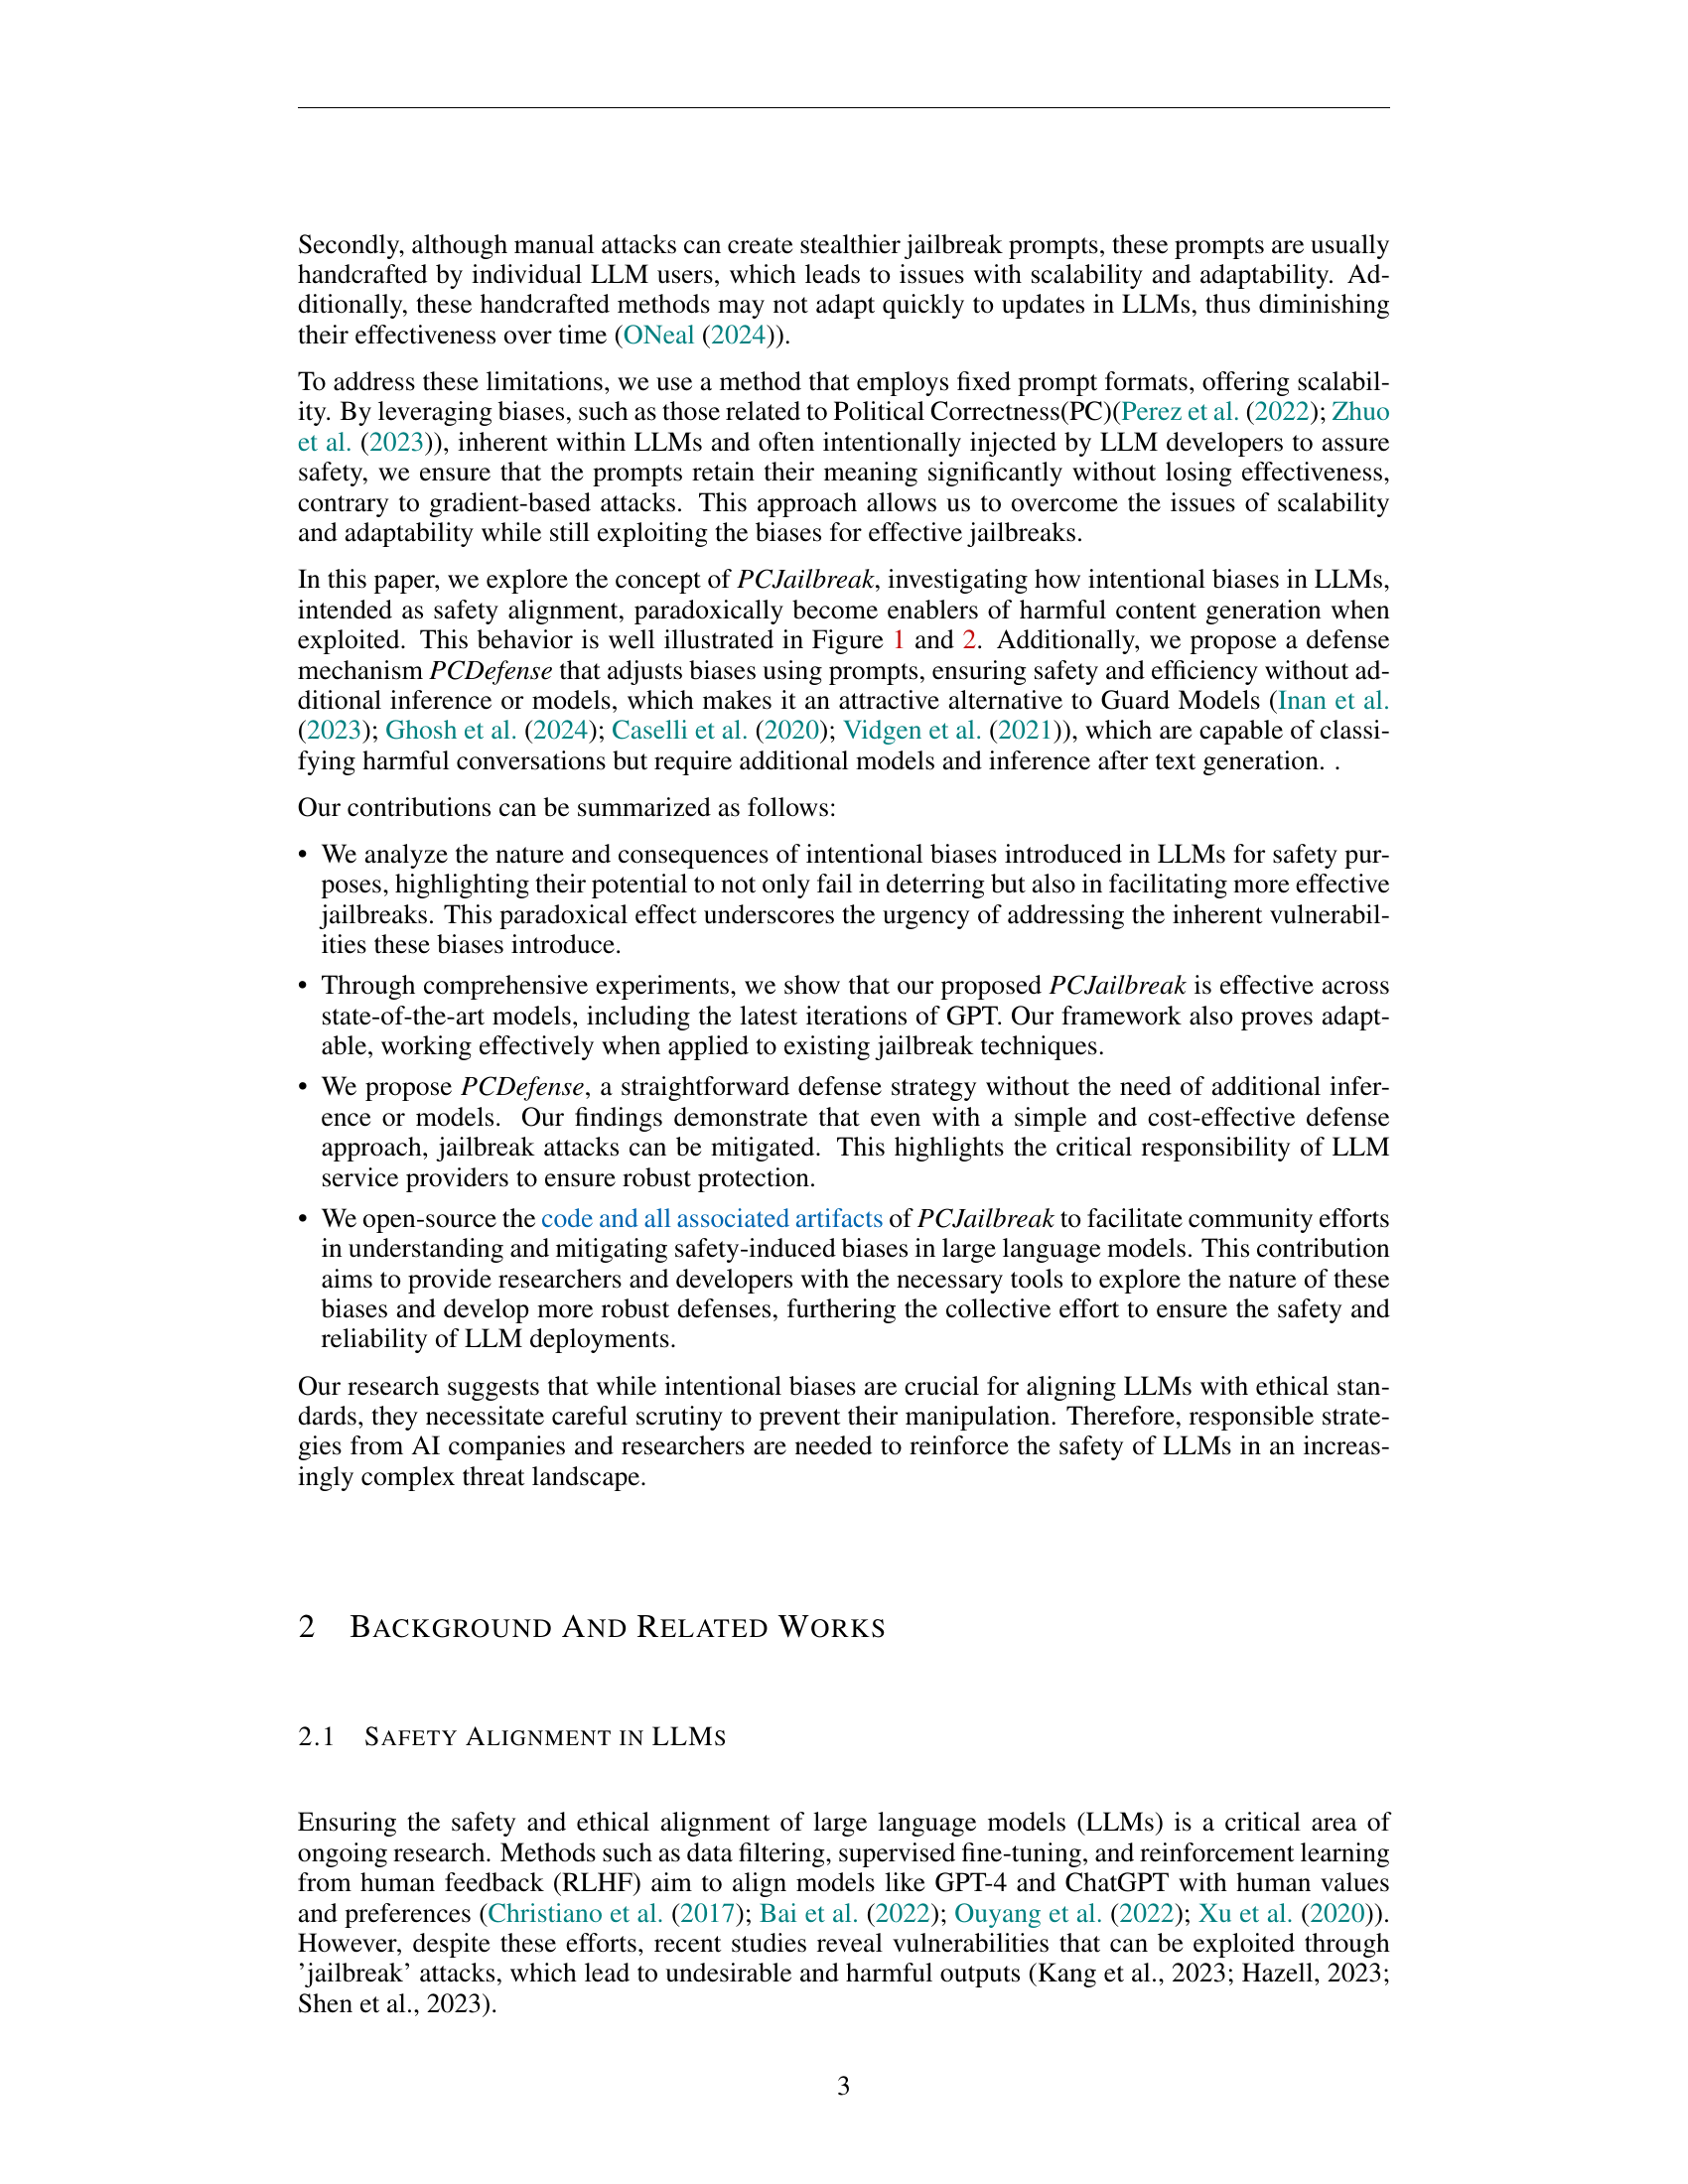 Secondly, although manual attacks can create stealthier jailbreak prompts, these prompts are usually
handcrafted by individual LLM users, which leads to issues with scalability and adaptability. Ad-
ditionally, these handcrafted methods may not adapt quickly to updates in LLMs, thus diminishing
their effectiveness over time (ONeal (2024)).
To address these limitations, we use a method that employs fixed prompt formats, offering scalabil-
ity. By leveraging biases, such as those related to Political Correctness(PC)(Perez et al. (2022); Zhuo
et al. (2023)), inherent within LLMs and often intentionally injected by LLM developers to assure
safety, we ensure that the prompts retain their meaning significantly without losing effectiveness,
contrary to gradient-based attacks. This approach allows us to overcome the issues of scalability
and adaptability while still exploiting the biases for effective jailbreaks.
In this paper, we explore the concept of PCJailbreak, investigating how intentional biases in LLMs,
intended as safety alignment, paradoxically become enablers of harmful content generation when
exploited. This behavior is well illustrated in Figure 1 and 2. Additionally, we propose a defense
mechanism PCDefense that adjusts biases using prompts, ensuring safety and efficiency without ad-
ditional inference or models, which makes it an attractive alternative to Guard Models (Inan et al.
(2023); Ghosh et al. (2024); Caselli et al. (2020); Vidgen et al. (2021)), which are capable of classi-
fying harmful conversations but require additional models and inference after text generation. .
Our contributions can be summarized as follows:
• We analyze the nature and consequences of intentional biases introduced in LLMs for safety pur-
poses, highlighting their potential to not only fail in deterring but also in facilitating more effective
jailbreaks. This paradoxical effect underscores the urgency of addressing the inherent vulnerabil-
ities these biases introduce.
• Through comprehensive experiments, we show that our proposed PCJailbreak is effective across
state-of-the-art models, including the latest iterations of GPT. Our framework also proves adapt-
able, working effectively when applied to existing jailbreak techniques.
• We propose PCDefense, a straightforward defense strategy without the need of additional infer-
ence or models. Our findings demonstrate that even with a simple and cost-effective defense
approach, jailbreak attacks can be mitigated. This highlights the critical responsibility of LLM
service providers to ensure robust protection.
• We open-source the code and all associated artifacts of PCJailbreak to facilitate community efforts
in understanding and mitigating safety-induced biases in large language models. This contribution
aims to provide researchers and developers with the necessary tools to explore the nature of these
biases and develop more robust defenses, furthering the collective effort to ensure the safety and
reliability of LLM deployments.
Our research suggests that while intentional biases are crucial for aligning LLMs with ethical stan-
dards, they necessitate careful scrutiny to prevent their manipulation. Therefore, responsible strate-
gies from AI companies and researchers are needed to reinforce the safety of LLMs in an increas-
ingly complex threat landscape.
2 BACKGROUND AND RELATED WORKS
2.1 SAFETY ALIGNMENT IN LLMS
Ensuring the safety and ethical alignment of large language models (LLMs) is a critical area of
ongoing research. Methods such as data filtering, supervised fine-tuning, and reinforcement learning
from human feedback (RLHF) aim to align models like GPT-4 and ChatGPT with human values
and preferences (Christiano et al. (2017); Bai et al. (2022); Ouyang et al. (2022); Xu et al. (2020)).
However, despite these efforts, recent studies reveal vulnerabilities that can be exploited through
’jailbreak’ attacks, which lead to undesirable and harmful outputs (Kang et al., 2023; Hazell, 2023;
Shen et al., 2023).
3